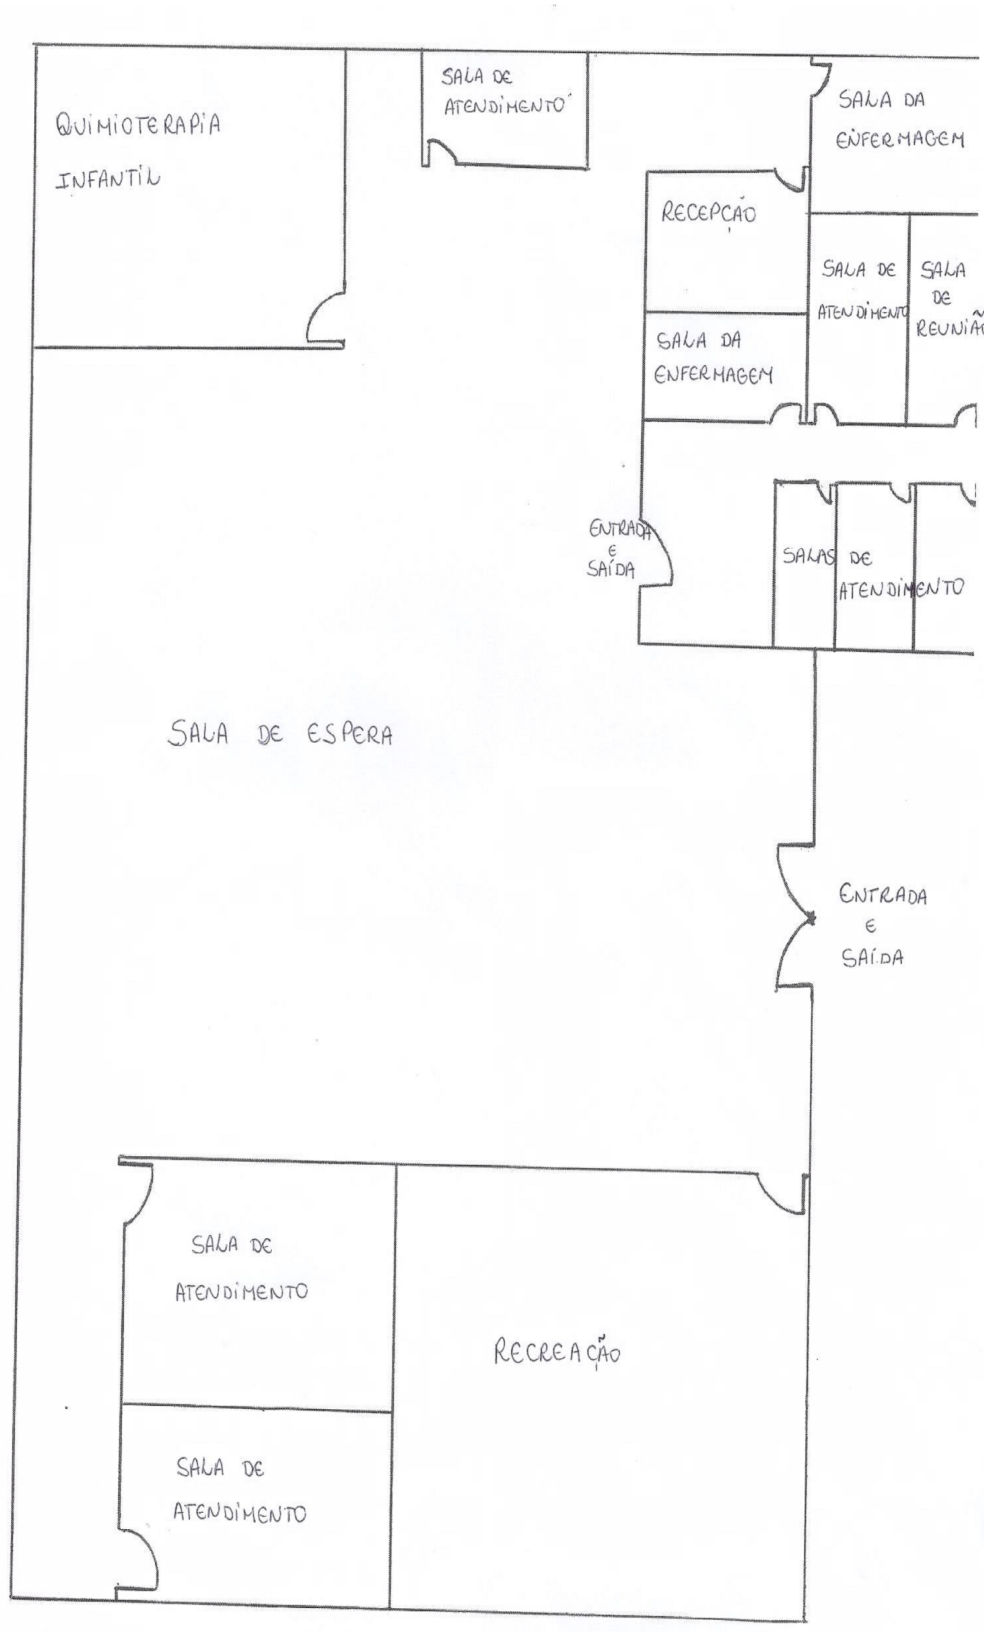 QUIMIOTERAPIA
INFANTIL
SALA DE
ATENDIMENTO
SALA DA
ENFERMAGEM
RECEPÇÃO
SALA DE
ATENDIMENTO
SALA
DE
REUNIÃO
SALA DA
ENFERMAGEM
ENTRADA
E
SAÍDA
SALAS DE
ATENDIMENTO
SALA DE ESPERA
ENTRADA
E
SAÍDA
SALA DE
ATENDIMENTO
RECREAÇÃO
SALA DE
ATENDIMENTO